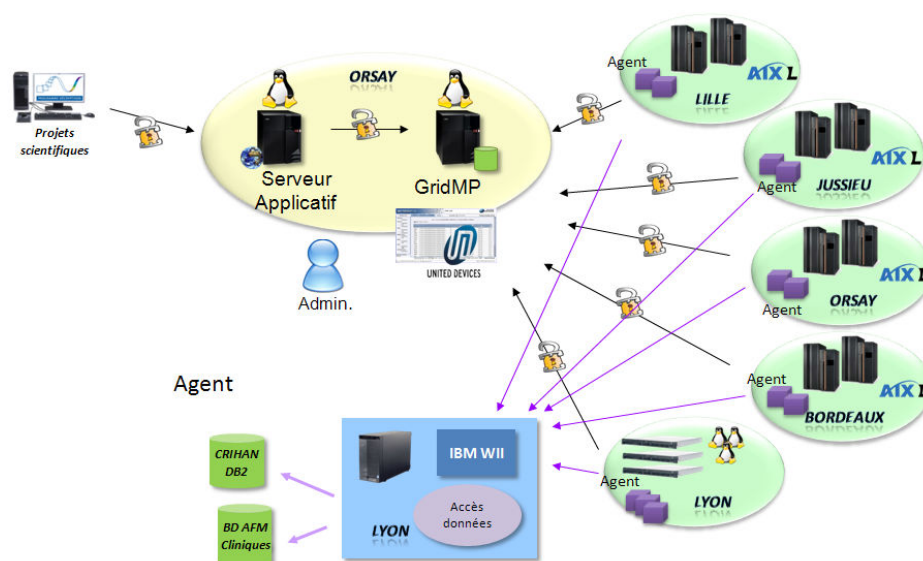 ORSAY
Projets
scientifiques
Serveur
Applicatif
GridMP
UNITED DEVICES
Admin.
Agent
LILLE
AIX L
Agent
JUSSIEU
AIX L
Agent
ORSAY
AIX L
Agent
BORDEAUX
AIX L
Agent
LYON
Agent
CRIHAN
DB2
BD AFM
Cliniques
IBM WII
Accès
données
LYON